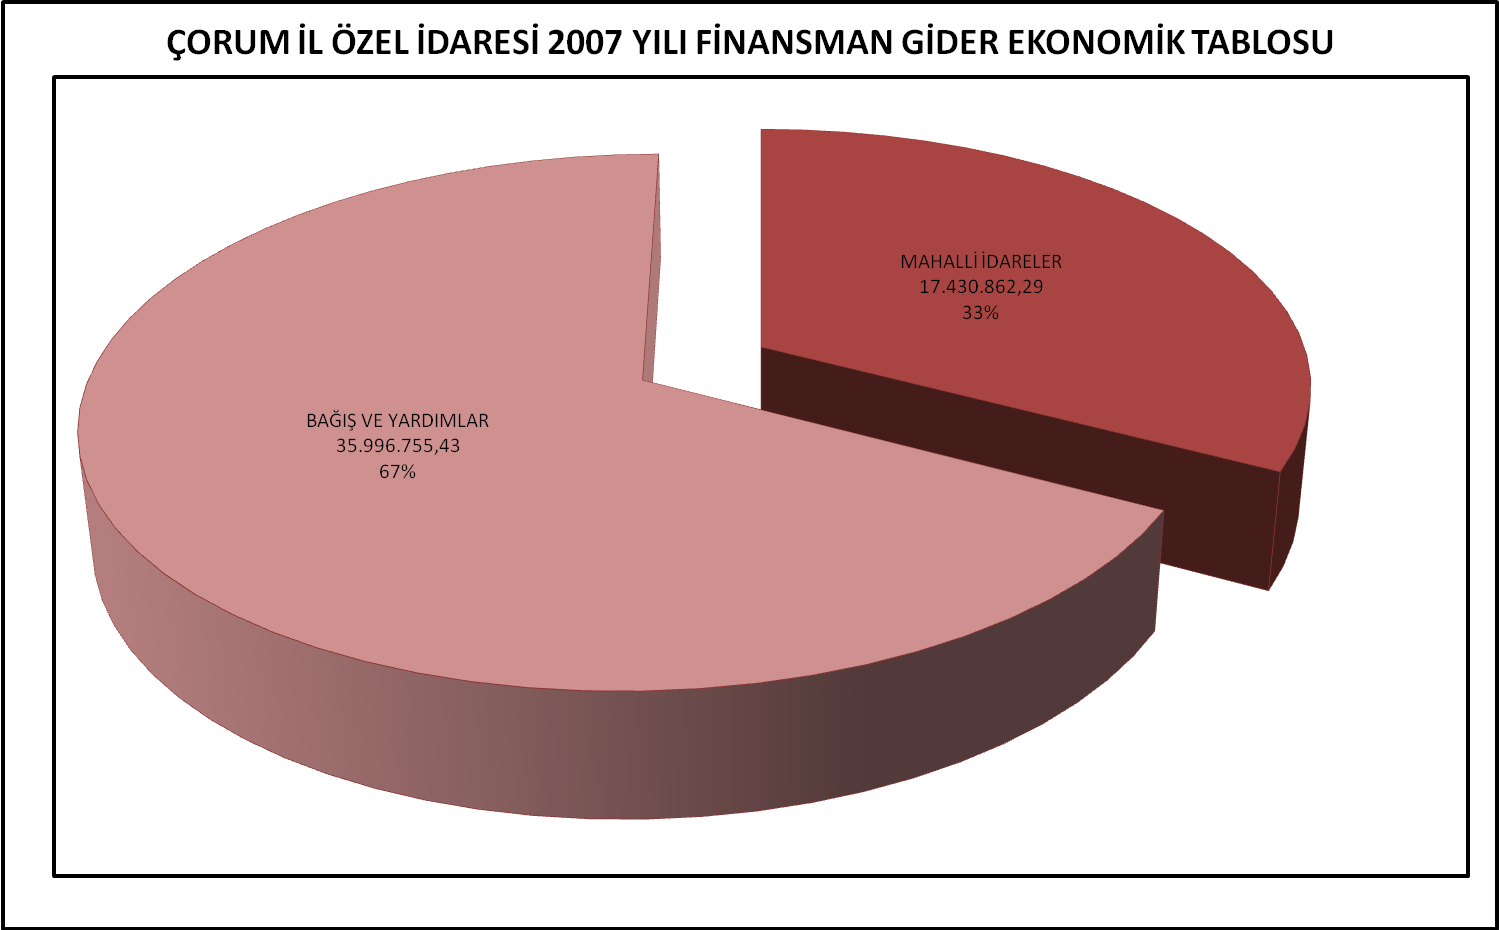 ÇORUM İL ÖZEL İDARESİ 2007 YILI FİNANSMAN GİDER EKONOMİK TABLOSU
MAHALLİ İDARELER
17.430.862,29
33%
BAĞIŞ VE YARDIMLAR
35.996.755,43
67%